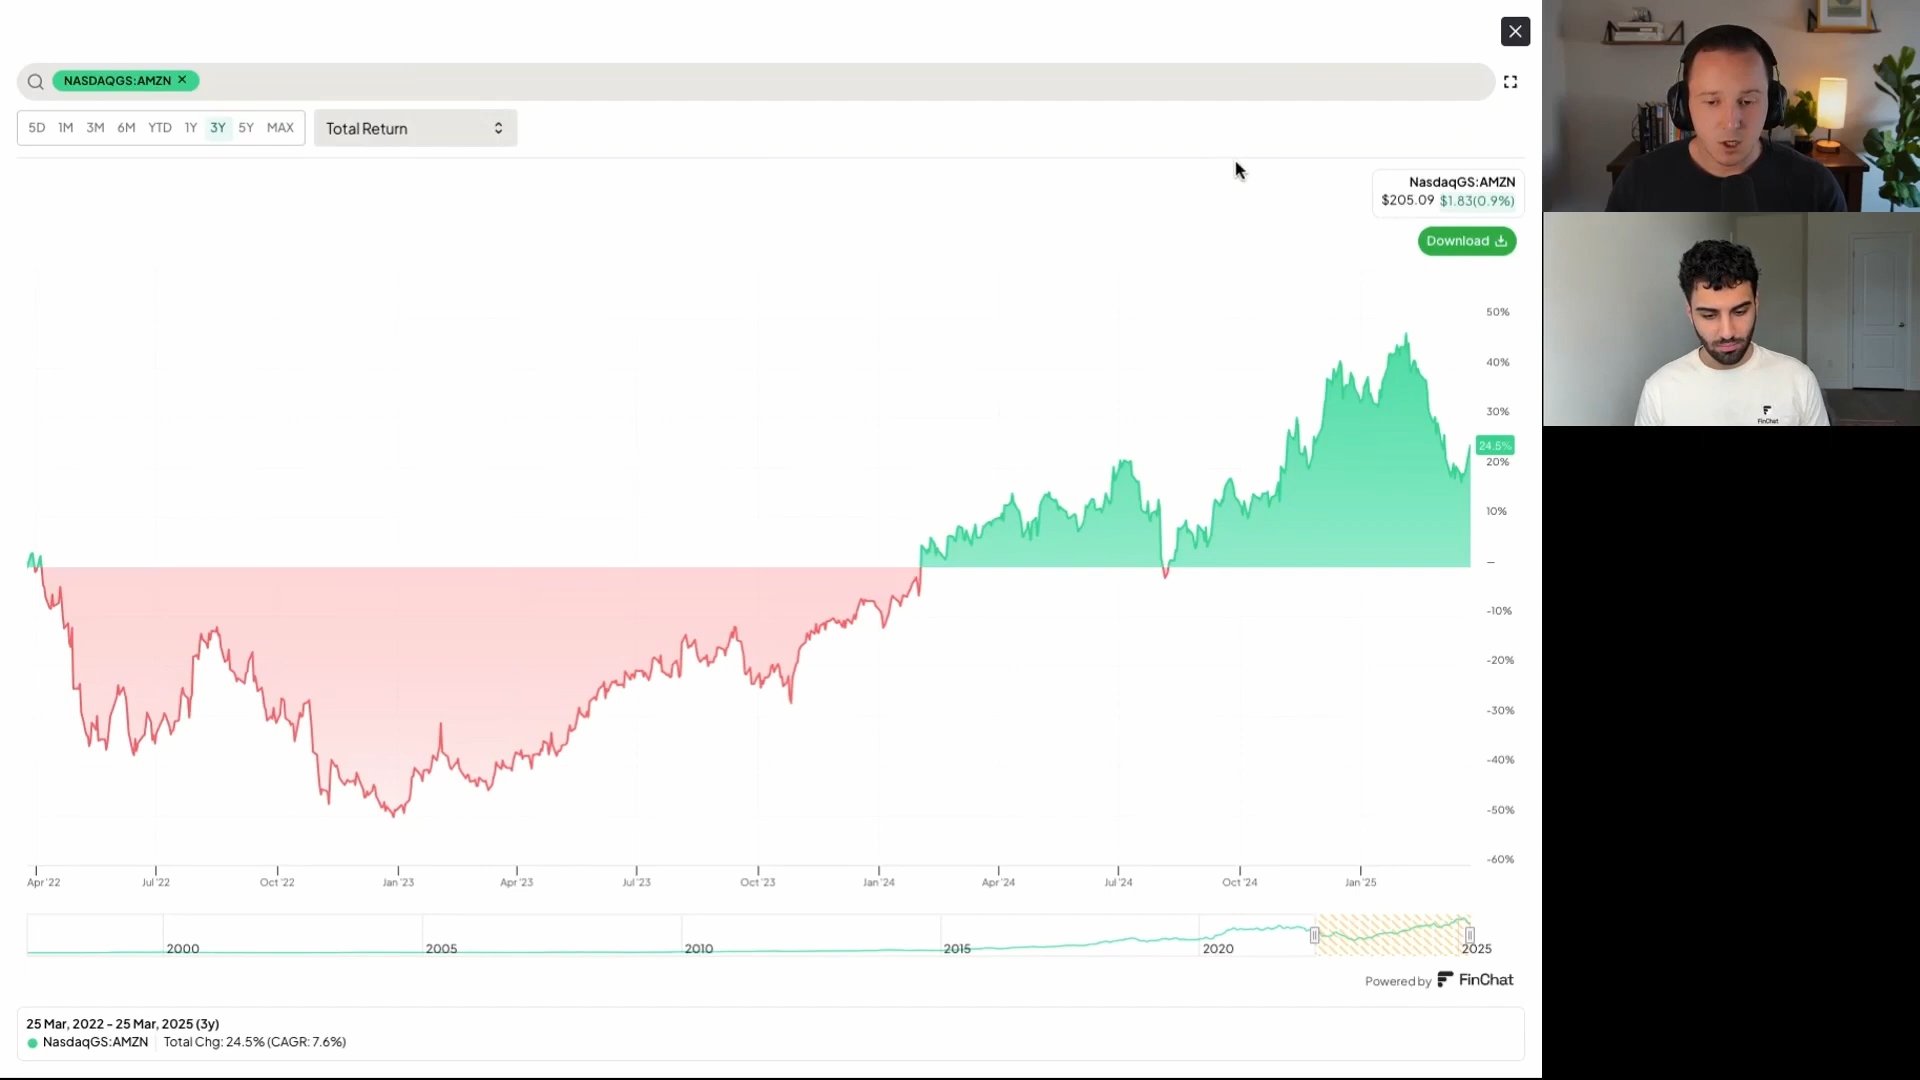 NASDAQGS:AMZN ×
5D 1M 3M 6M YTD 1Y 3Y 5Y MAX
Total Return
NasdaqGS:AMZN
$205.09 $1.83(0.9%)
Download
50%
40%
30%
24.5%
20%
10%
–
-10%
-20%
-30%
-40%
-50%
-60%
Apr '22 Jul '22 Oct '22 Jan '23 Apr '23 Jul '23 Oct '23 Jan '24 Apr '24 Jul '24 Oct '24 Jan '25
2000 2005 2010 2015 2020 2025
Powered by FinChat
25 Mar, 2022 - 25 Mar, 2025 (3y)
NasdaqGS:AMZN Total Chg: 24.5% (CAGR: 7.6%)
FinChat